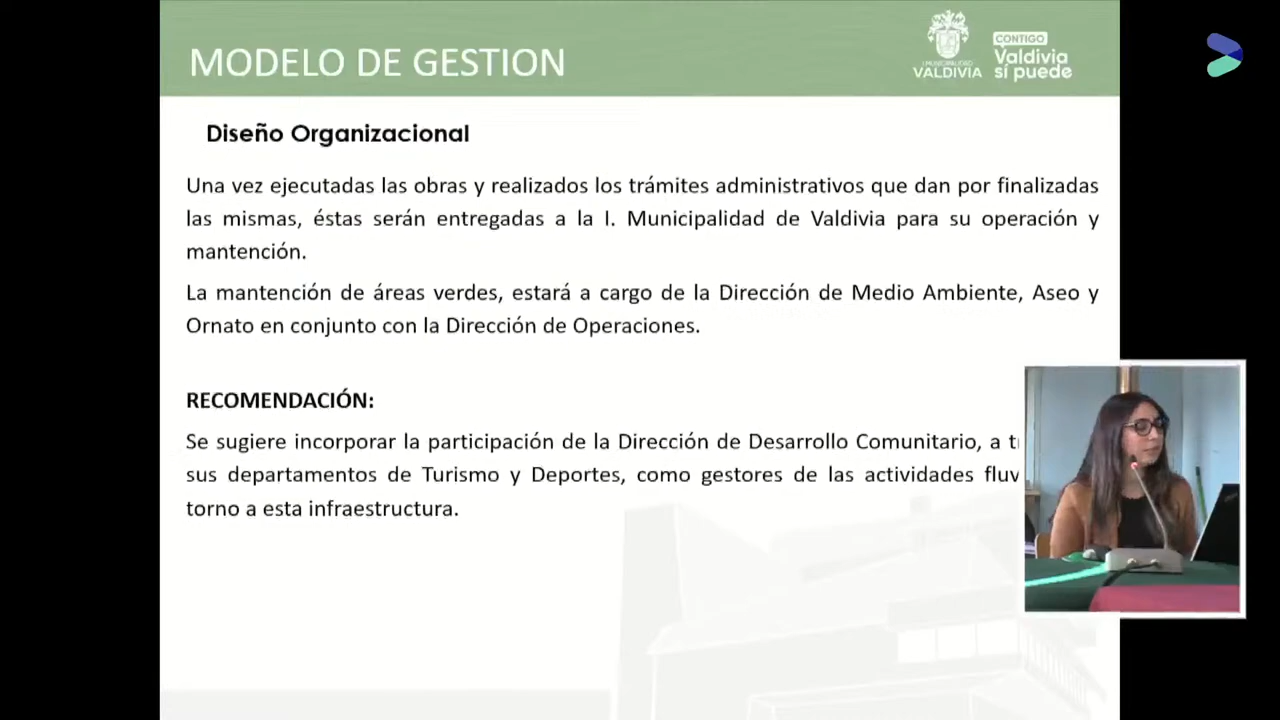 MODELO DE GESTION
I. MUNICIPALIDAD
VALDIVIA
CONTIGO
Valdivia
sí puede
Diseño Organizacional
Una vez ejecutadas las obras y realizados los trámites administrativos que dan por finalizadas
las mismas, éstas serán entregadas a la I. Municipalidad de Valdivia para su operación y
mantención.
La mantención de áreas verdes, estará a cargo de la Dirección de Medio Ambiente, Aseo y
Ornato en conjunto con la Dirección de Operaciones.
RECOMENDACIÓN:
Se sugiere incorporar la participación de la Dirección de Desarrollo Comunitario, a
sus departamentos de Turismo y Deportes, como gestores de las actividades
torno a esta infraestructura.